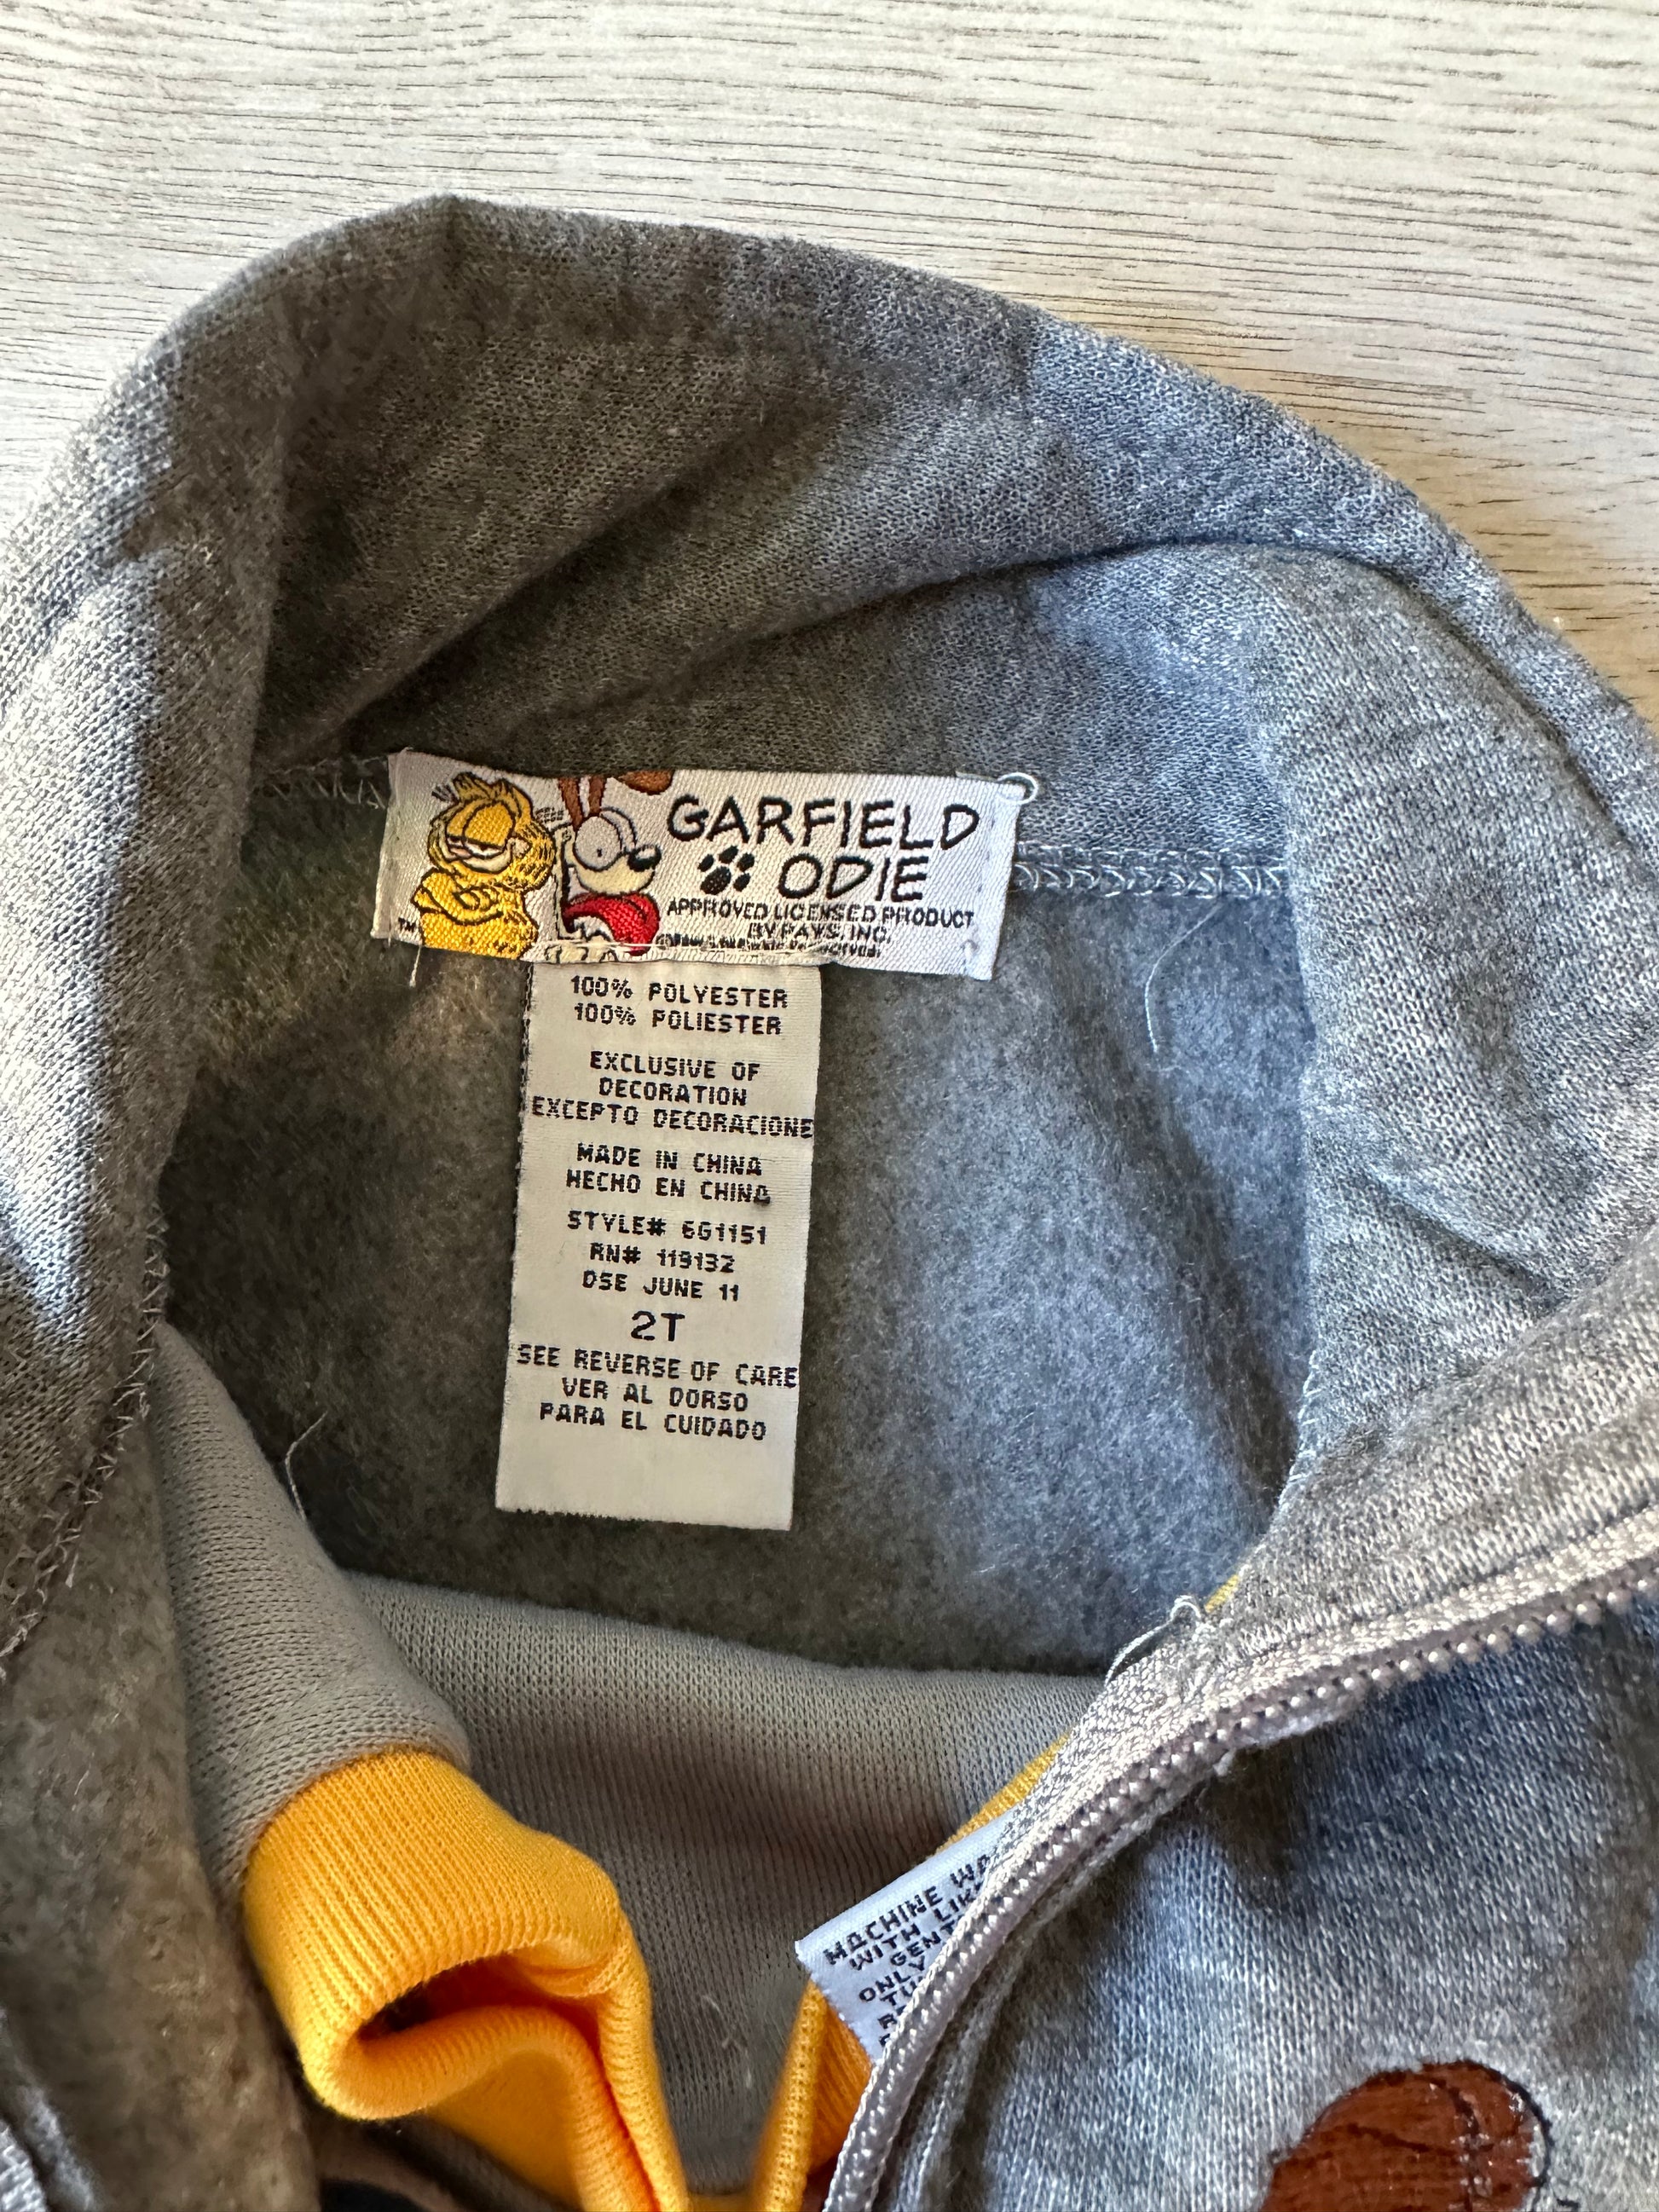 GARFIELD
ODIE
APPROVED LICENSED PRODUCT
BY PAWS, INC.
TM
100% POLYESTER
100% POLIESTER
EXCLUSIVE OF
DECORATION
EXCEPTO DECORACIONE
MADE IN CHINA
HECHO EN CHINA
STYLE# 6G1151
RN# 119132
DSE JUNE 11
2T
SEE REVERSE OF CARE
VER AL DORSO
PARA EL CUIDADO
MACHINE WA
WITH LIK
GENT
ONLY
TU